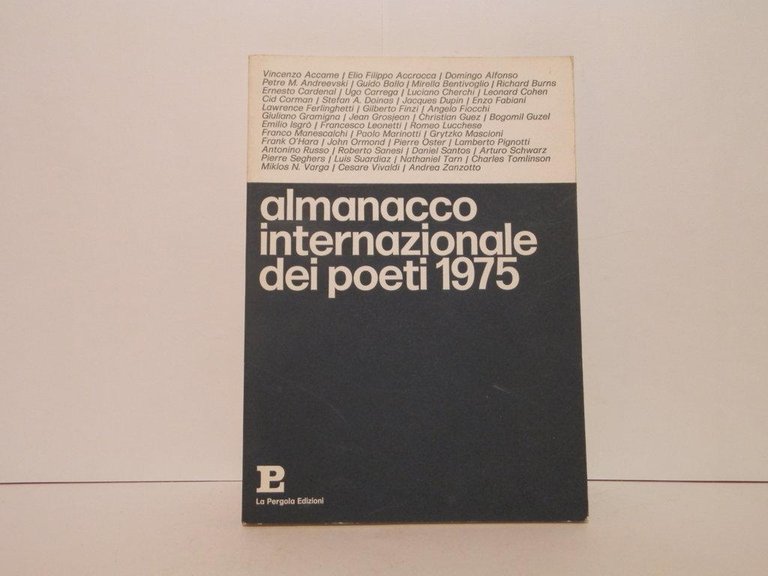 Vincenzo Accame / Elio Filippo Accrocca / Domingo Alfonso
Petre M. Andreevski / Guido Ballo / Mirella Bentivoglio / Richard Burns
Ernesto Cardenal / Ugo Carrega / Luciano Cherchi / Leonard Cohen
Cid Corman / Stefan A. Doinas / Jacques Dupin / Enzo Fabiani
Lawrence Ferlinghetti / Gilberto Finzi / Angelo Fiocchi
Giuliano Gramigna / Jean Grosjean / Christian Guez / Bogomil Guzel
Emilio Isgrò / Francesco Leonetti / Romeo Lucchese
Franco Manescalchi / Paolo Marinotti / Grytzko Mascioni
Frank O'Hara / John Ormond / Pierre Oster / Lamberto Pignotti
Antonino Russo / Roberto Sanesi / Daniel Santos / Arturo Schwarz
Pierre Seghers / Luis Suardiaz / Nathaniel Tarn / Charles Tomlinson
Miklos N. Varga / Cesare Vivaldi / Andrea Zanzotto
almanacco
internazionale
dei poeti 1975
PE
La Pergola Edizioni